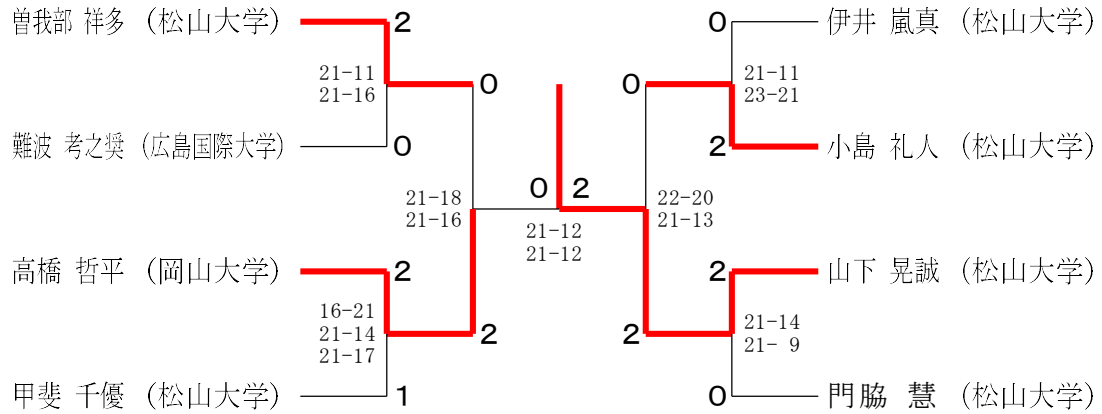 曽我部 祥多 (松山大学) 2
0 伊井 嵐真 (松山大学)
21-11
21-16
0
0
21-11
23-21
難波 考之奨 (広島国際大学) 0
2 小島 礼人 (松山大学)
21-18
21-16
0 2
21-12
21-12
22-20
21-13
高橋 哲平 (岡山大学) 2
2 山下 晃誠 (松山大学)
16-21
21-14
21-17
2
2
21-14
21- 9
甲斐 千優 (松山大学) 1
0 門脇 慧 (松山大学)